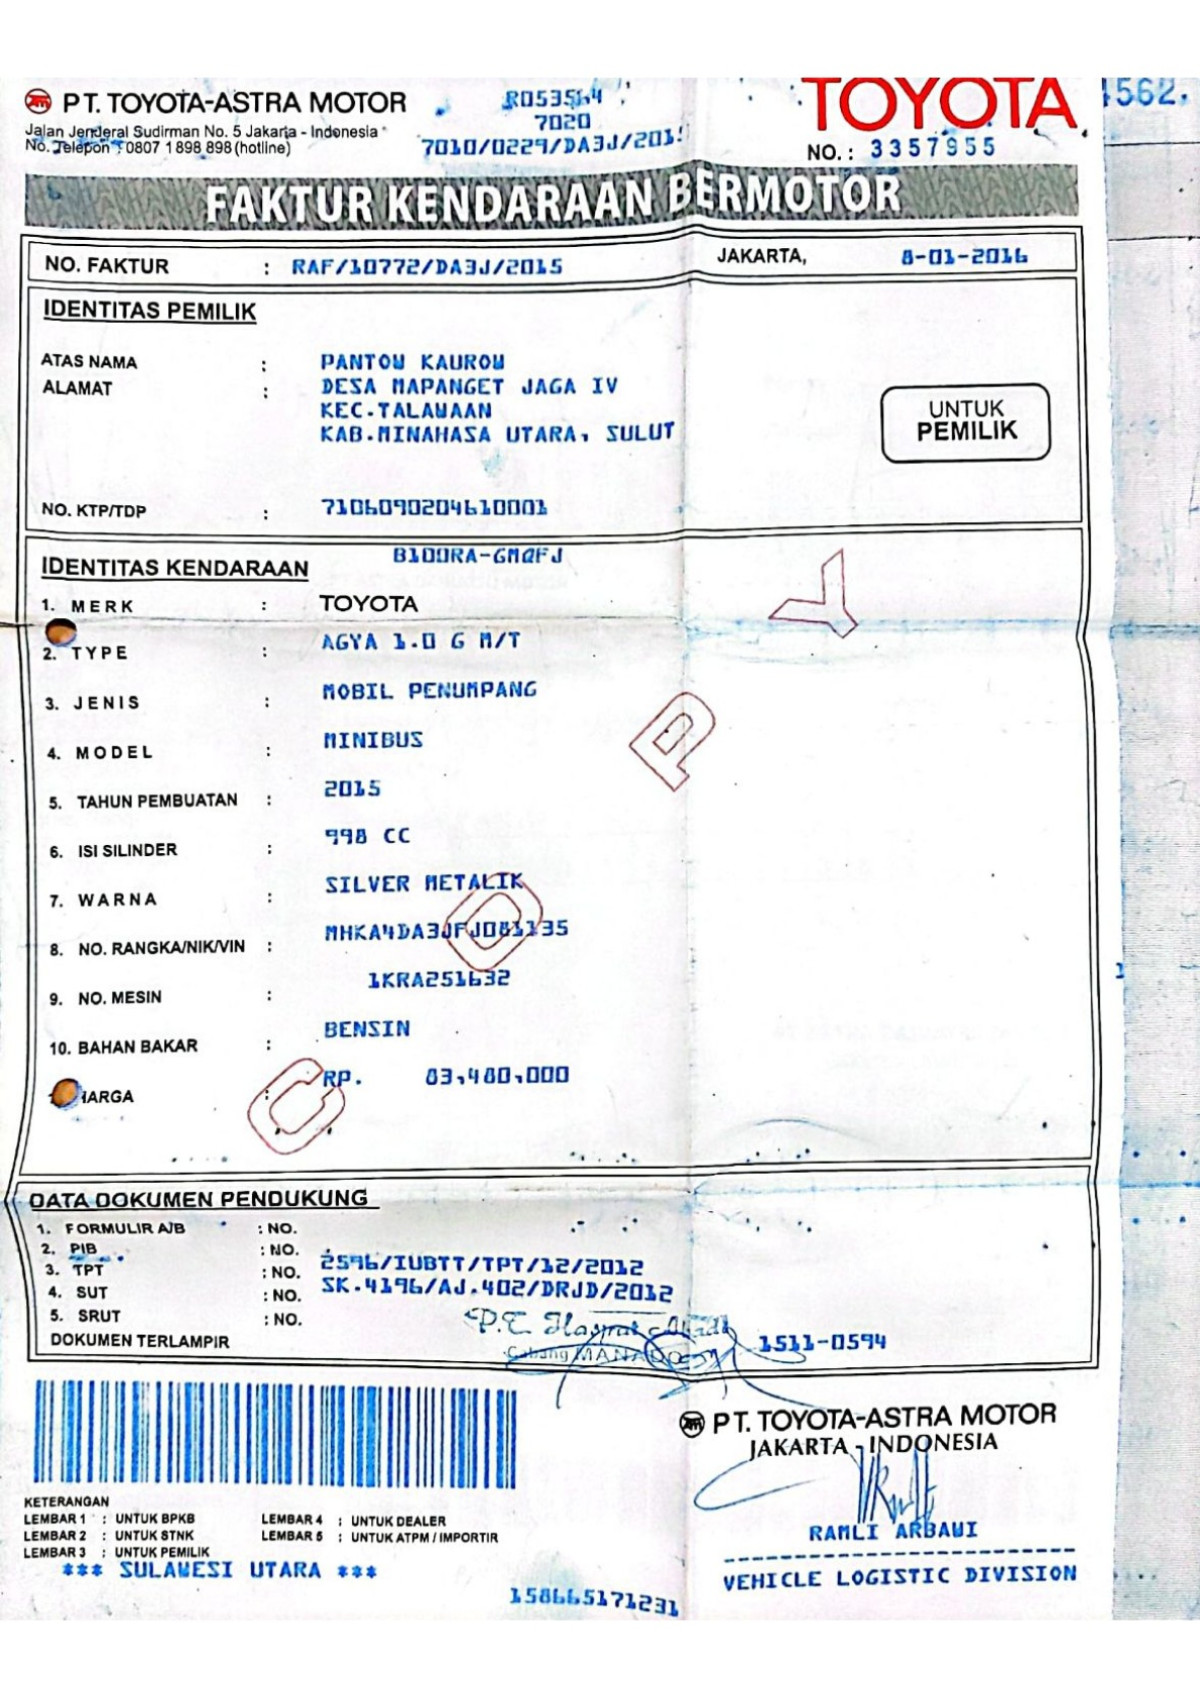 PT. TOYOTA-ASTRA MOTOR
Jalan Jenderal Sudirman No. 5 Jakarta - Indonesia
No. Telepon : 0807 1 898 898 (hotline)
R053564
7020
7010/0229/DA3J/2015
TOYOTA
NO. : 3357955
562.
FAKTUR KENDARAAN BERMOTOR
NO. FAKTUR : RAF/10772/DA3J/2015 JAKARTA, 8-01-2016
IDENTITAS PEMILIK
ATAS NAMA : PANTOW KAUROW
ALAMAT : DESA MAPANGET JAGA IV
KEC.TALAWAAN
KAB.MINAHASA UTARA, SULUT
UNTUK
PEMILIK
NO. KTP/TDP : 7106090204610001
B100RA-GMQFJ
IDENTITAS KENDARAAN
1. MERK : TOYOTA
2. TYPE : AGYA 1.0 G M/T
3. JENIS : MOBIL PENUMPANG
4. MODEL : MINIBUS
5. TAHUN PEMBUATAN : 2015
6. ISI SILINDER : 998 CC
7. WARNA : SILVER METALIK
8. NO. RANGKA/NIK/VIN : MHKA4DA3JFJ081135
9. NO. MESIN : 1KRA251632
10. BAHAN BAKAR : BENSIN
HARGA : RP. 83,480,000
COPY
DATA DOKUMEN PENDUKUNG
1. FORMULIR A/B : NO.
2. PIB : NO.
3. TPT : NO. 2596/IUBTT/TPT/12/2012
4. SUT : NO. SK.4196/AJ.402/DRJD/2012
5. SRUT : NO.
DOKUMEN TERLAMPIR
P.T. Hasjrat Abadi
Cabang MANADO
1511-0594
PT. TOYOTA-ASTRA MOTOR
JAKARTA - INDONESIA
KETERANGAN
LEMBAR 1 : UNTUK BPKB LEMBAR 4 : UNTUK DEALER
LEMBAR 2 : UNTUK STNK LEMBAR 5 : UNTUK ATPM / IMPORTIR
LEMBAR 3 : UNTUK PEMILIK
*** SULAWESI UTARA ***
RAMLI ARBAWI
VEHICLE LOGISTIC DIVISION
158665171231